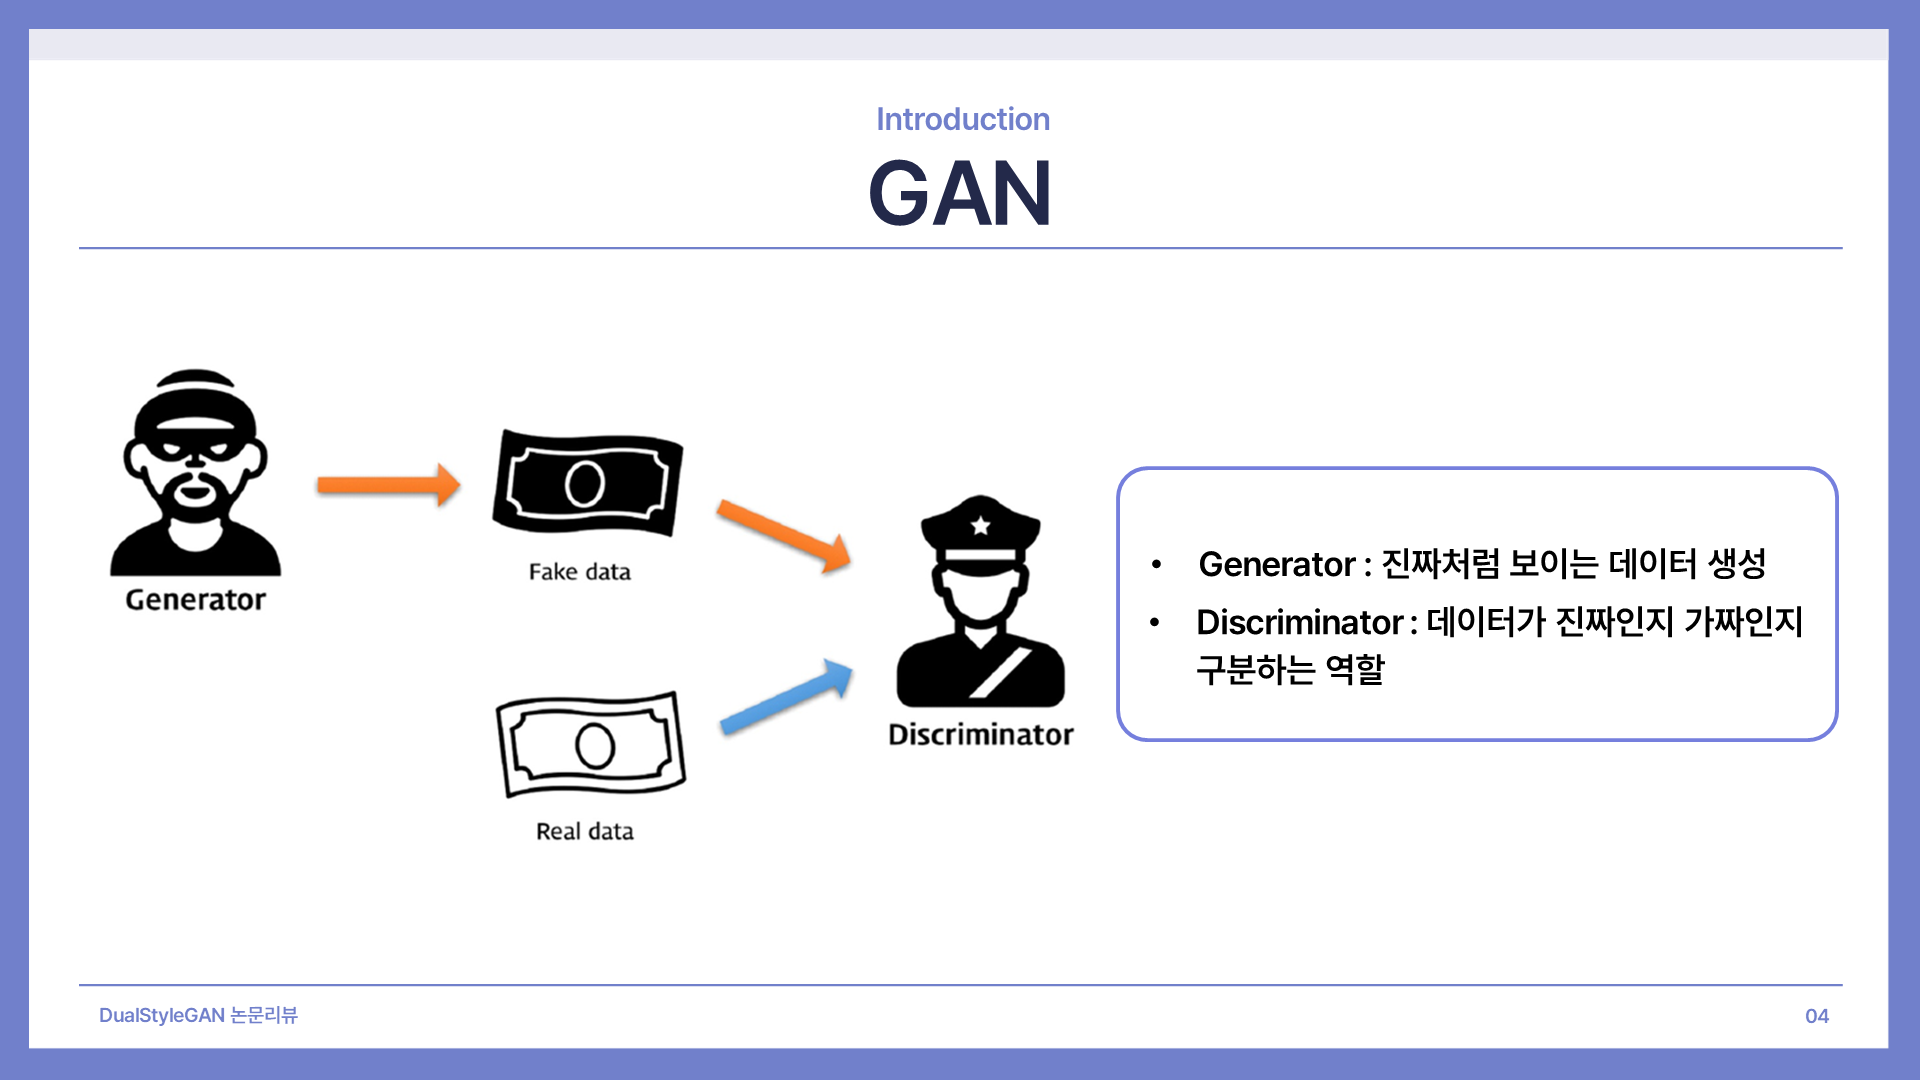 Introduction
GAN
Generator
Fake data
Real data
Discriminator
• Generator : 진짜처럼 보이는 데이터 생성
• Discriminator : 데이터가 진짜인지 가짜인지
구분하는 역할
DualStyleGAN 논문리뷰
04